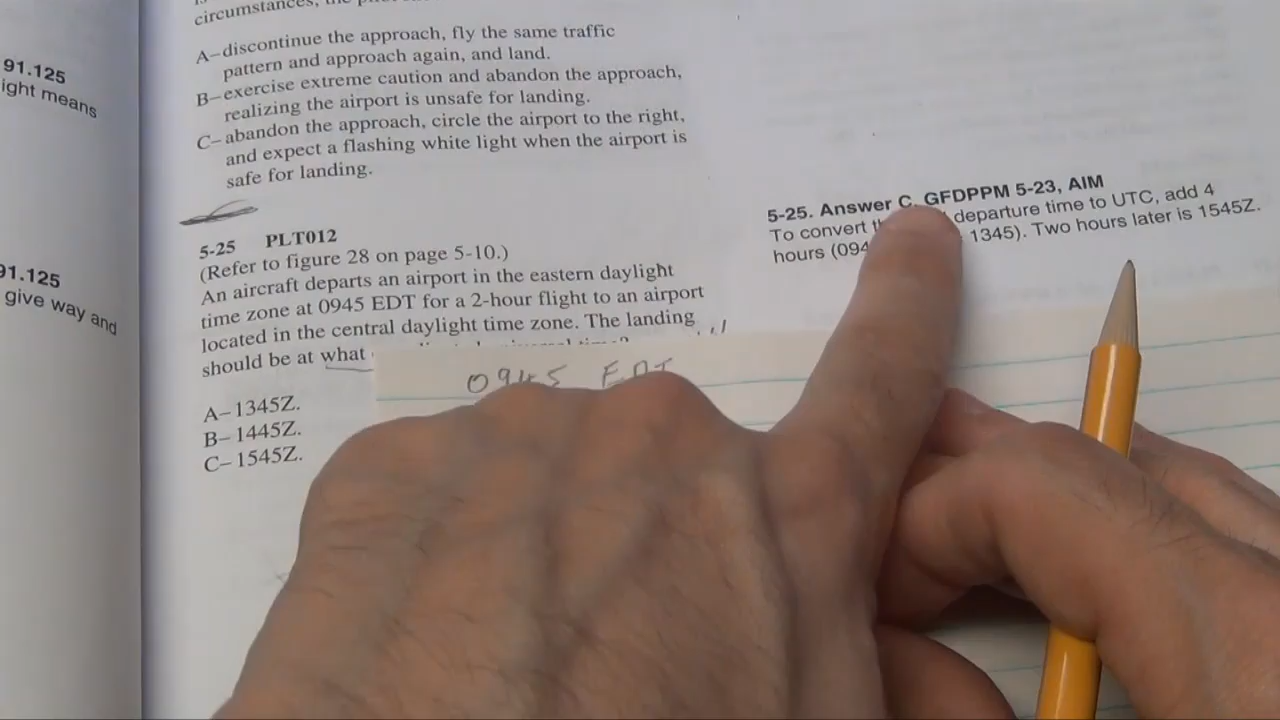 circumstances, the
A–discontinue the approach, fly the same traffic
pattern and approach again, and land.
B–exercise extreme caution and abandon the approach,
realizing the airport is unsafe for landing.
C–abandon the approach, circle the airport to the right,
and expect a flashing white light when the airport is
safe for landing.
91.125
ight means
91.125
give way and
5-25 PLT012
(Refer to figure 28 on page 5-10.)
An aircraft departs an airport in the eastern daylight
time zone at 0945 EDT for a 2-hour flight to an airport
located in the central daylight time zone. The landing
should be at what
A–1345Z.
B–1445Z.
C–1545Z.
0945 EDT
5-25. Answer C. GFDPPM 5-23, AIM
To convert departure time to UTC, add 4
hours (094 1345). Two hours later is 1545Z.